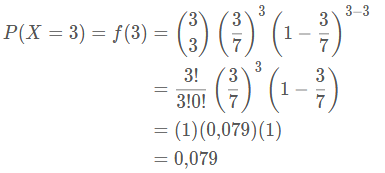 P(X = 3) = f(3) = \binom{3}{3} \left(\frac{3}{7}\right)^3 \left(1 - \frac{3}{7}\right)^{3-3}
= \frac{3!}{3!0!} \left(\frac{3}{7}\right)^3 \left(1 - \frac{3}{7}\right)
= (1)(0,079)(1)
= 0,079